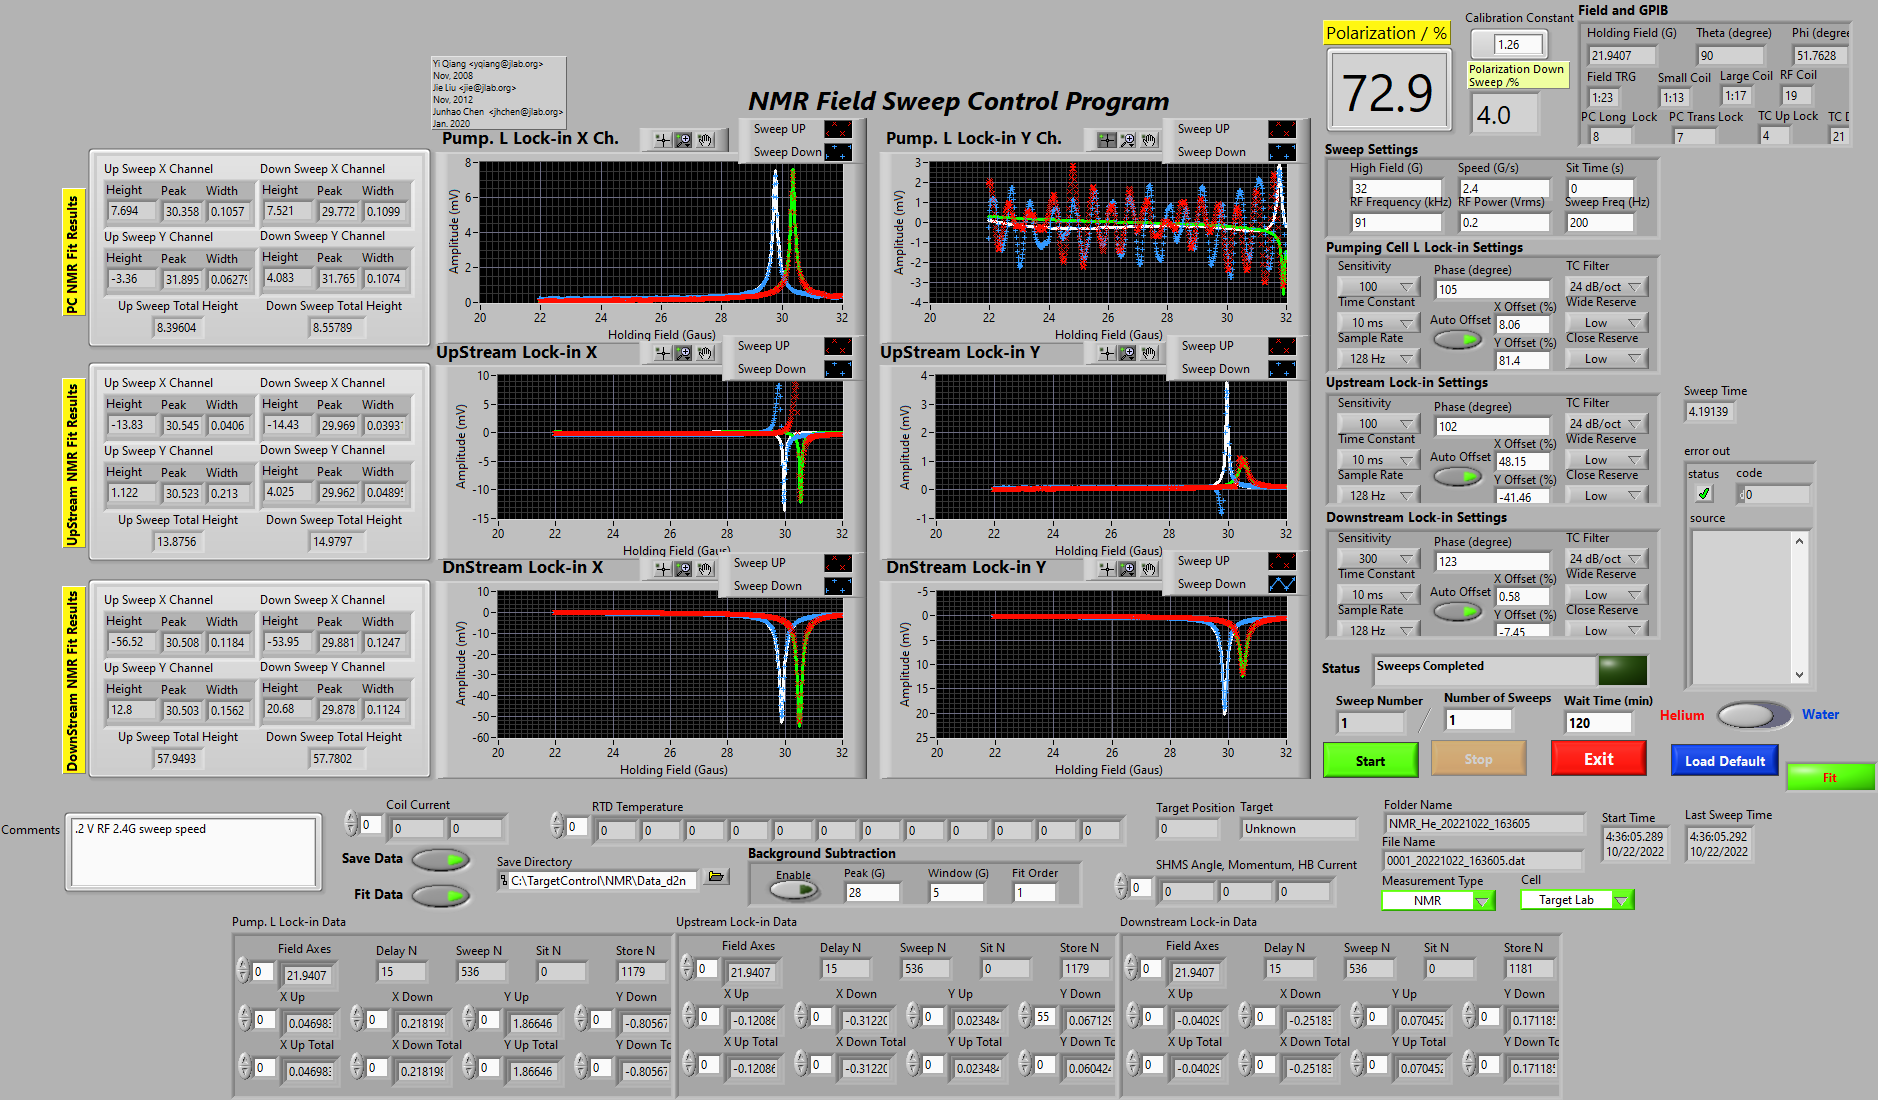 Yi Qiang <yqiang@jlab.org>
Nov, 2008
Jie Liu <jie@jlab.org>
Nov, 2012
Junhao Chen <jhchen@jlab.org>
Jan. 2020
NMR Field Sweep Control Program
Polarization / %
72.9
Calibration Constant
1.26
Polarization Down
Sweep /%
4.0
Field and GPIB
Holding Field (G) Theta (degree) Phi (degree
21.9407 90 51.7628
Field TRG Small Coil Large Coil RF Coil
1:23 1:13 1:17 19
PC Long Lock PC Trans Lock TC Up Lock TC D
8 7 4 21
PC NMR Fit Results
Up Sweep X Channel Down Sweep X Channel
Height Peak Width Height Peak Width
7.694 30.358 0.1057 7.521 29.772 0.1099
Up Sweep Y Channel Down Sweep Y Channel
Height Peak Width Height Peak Width
-3.36 31.895 0.06279 4.083 31.765 0.1074
Up Sweep Total Height Down Sweep Total Height
8.39604 8.55789
Pump. L Lock-in X Ch.
Sweep UP
Sweep Down
Amplitude (mV)
8
6
4
2
0
20 22 24 26 28 30 32
Holding Field (Gaus)
Pump. L Lock-in Y Ch.
Sweep UP
Sweep Down
Amplitude (mV)
3
2
1
0
-1
-2
-3
-4
20 22 24 26 28 30 32
Holding Field (Gaus)
UpStream NMR Fit Results
Up Sweep X Channel Down Sweep X Channel
Height Peak Width Height Peak Width
-13.83 30.545 0.0406 -14.43 29.969 0.0393
Up Sweep Y Channel Down Sweep Y Channel
Height Peak Width Height Peak Width
1.122 30.523 0.213 4.025 29.962 0.0489
Up Sweep Total Height Down Sweep Total Height
13.8756 14.9797
UpStream Lock-in X
Sweep UP
Sweep Down
Amplitude (mV)
10
5
0
-5
-10
-15
20 22 24 26 28 30 32
Holding Field (Gaus)
UpStream Lock-in Y
Sweep UP
Sweep Down
Amplitude (mV)
4
3
2
1
0
-1
20 22 24 26 28 30 32
Holding Field (Gaus)
DownStream NMR Fit Results
Up Sweep X Channel Down Sweep X Channel
Height Peak Width Height Peak Width
-56.52 30.508 0.1184 -53.95 29.881 0.1247
Up Sweep Y Channel Down Sweep Y Channel
Height Peak Width Height Peak Width
12.8 30.503 0.1562 20.68 29.878 0.1124
Up Sweep Total Height Down Sweep Total Height
57.9493 57.7802
DnStream Lock-in X
Sweep UP
Sweep Down
Amplitude (mV)
10
0
-10
-20
-30
-40
-50
-60
20 22 24 26 28 30 32
Holding Field (Gaus)
DnStream Lock-in Y
Sweep UP
Sweep Down
Amplitude (mV)
-5
0
5
10
15
20
25
20 22 24 26 28 30 32
Holding Field (Gaus)
Sweep Settings
High Field (G) Speed (G/s) Sit Time (s)
32 2.4 0
RF Frequency (kHz) RF Power (Vrms) Sweep Freq (Hz)
91 0.2 200
Pumping Cell L Lock-in Settings
Sensitivity Phase (degree) TC Filter
100 105 24 dB/oct
Time Constant X Offset (%) Wide Reserve
10 ms Auto Offset 8.06 Low
Sample Rate Y Offset (%) Close Reserve
128 Hz 81.4 Low
Upstream Lock-in Settings
Sensitivity Phase (degree) TC Filter
100 102 24 dB/oct
Time Constant X Offset (%) Wide Reserve
10 ms Auto Offset 48.15 Low
Sample Rate Y Offset (%) Close Reserve
128 Hz -41.46 Low
Downstream Lock-in Settings
Sensitivity Phase (degree) TC Filter
300 123 24 dB/oct
Time Constant X Offset (%) Wide Reserve
10 ms Auto Offset 0.58 Low
Sample Rate Y Offset (%) Close Reserve
128 Hz -7.45 Low
Sweep Time
4.19139
error out
status code
0
source
Status Sweeps Completed
Sweep Number Number of Sweeps Wait Time (min)
1 / 1 120
Helium Water
Start Stop Exit Load Default Fit
Comments .2 V RF 2.4G sweep speed
Coil Current
0 0 0
Save Data
Fit Data
RTD Temperature
0 0 0 0 0 0 0 0 0 0 0 0 0
Save Directory
C:\TargetControl\NMR\Data_d2n
Background Subtraction
Enable Peak (G) Window (G) Fit Order
28 5 1
Target Position Target
0 Unknown
SHMS Angle, Momentum, HB Current
0 0 0 0
Folder Name
NMR_He_20221022_163605
File Name
0001_20221022_163605.dat
Measurement Type Cell
NMR Target Lab
Start Time
4:36:05.289
10/22/2022
Last Sweep Time
4:36:05.292
10/22/2022
Pump. L Lock-in Data
Field Axes Delay N Sweep N Sit N Store N
0 21.9407 15 536 0 1179
X Up X Down Y Up Y Down
0 0.04698 0 0.218198 0 1.86646 0 -0.80567
X Up Total X Down Total Y Up Total Y Down To
0 0.04698 0 0.218198 0 1.86646 0 -0.80567
Upstream Lock-in Data
Field Axes Delay N Sweep N Sit N Store N
0 21.9407 15 536 0 1179
X Up X Down Y Up Y Down
0 -0.12086 0 -0.31220 0 0.023484 55 0.067129
X Up Total X Down Total Y Up Total Y Down To
0 -0.12086 0 -0.31220 0 0.023484 0 0.060424
Downstream Lock-in Data
Field Axes Delay N Sweep N Sit N Store N
0 21.9407 15 536 0 1181
X Up X Down Y Up Y Down
0 -0.04029 0 -0.25183 0 0.070452 0 0.171185
X Up Total X Down Total Y Up Total Y Down To
0 -0.04029 0 -0.25183 0 0.070452 0 0.171185